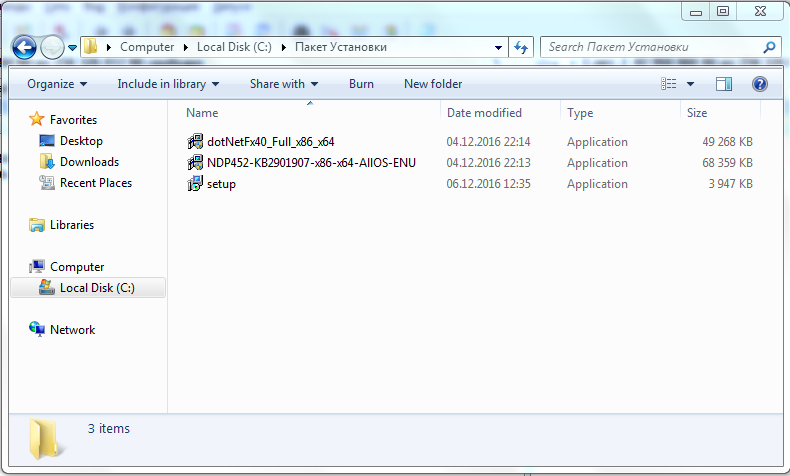 Computer Local Disk (C:) Пакет Установки Search Пакет Установки
Organize Include in library Share with Burn New folder
Favorites
Desktop
Downloads
Recent Places
Libraries
Computer
Local Disk (C:)
Network
Name Date modified Type Size
dotNetFx40_Full_x86_x64 04.12.2016 22:14 Application 49 268 KB
NDP452-KB2901907-x86-x64-AllOS-ENU 04.12.2016 22:13 Application 68 359 KB
setup 06.12.2016 12:35 Application 3 947 KB
3 items